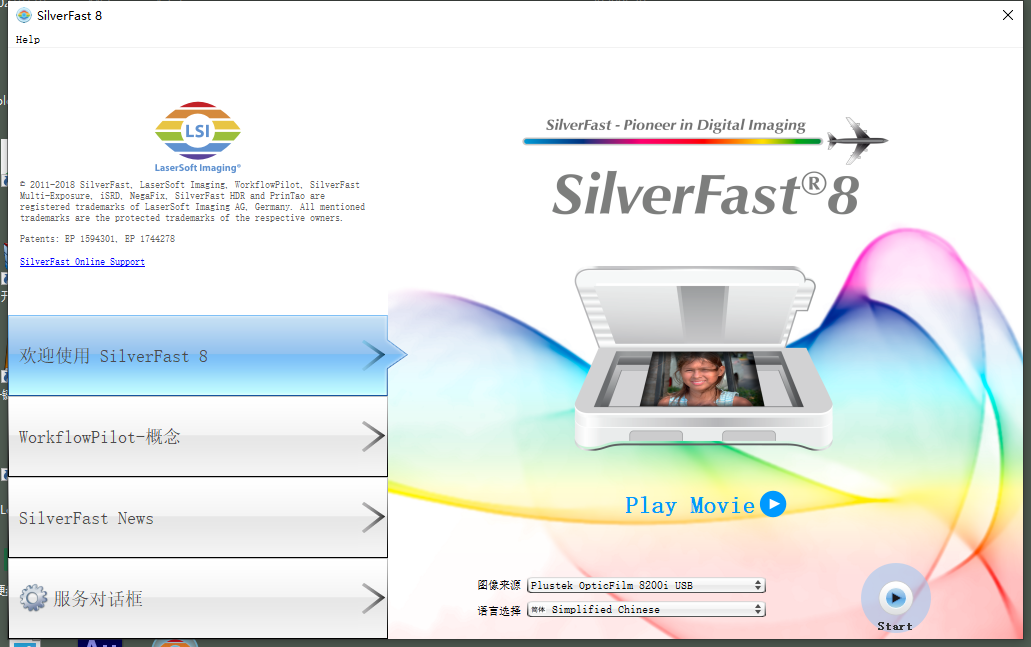 SilverFast 8
Help
LSI
LaserSoft Imaging®
© 2011-2018 SilverFast, LaserSoft Imaging, WorkflowPilot, SilverFast
Multi-Exposure, iSRD, NegaFix, SilverFast HDR and PrinTao are
registered trademarks of LaserSoft Imaging AG, Germany. All mentioned
trademarks are the protected trademarks of the respective owners.
Patents: EP 1594301, EP 1744278
SilverFast Online Support
欢迎使用 SilverFast 8
WorkflowPilot-概念
SilverFast News
服务对话框
SilverFast - Pioneer in Digital Imaging
SilverFast®8
Play Movie
图像来源 Plustek OpticFilm 8200i USB
语言选择 简体 Simplified Chinese
Start